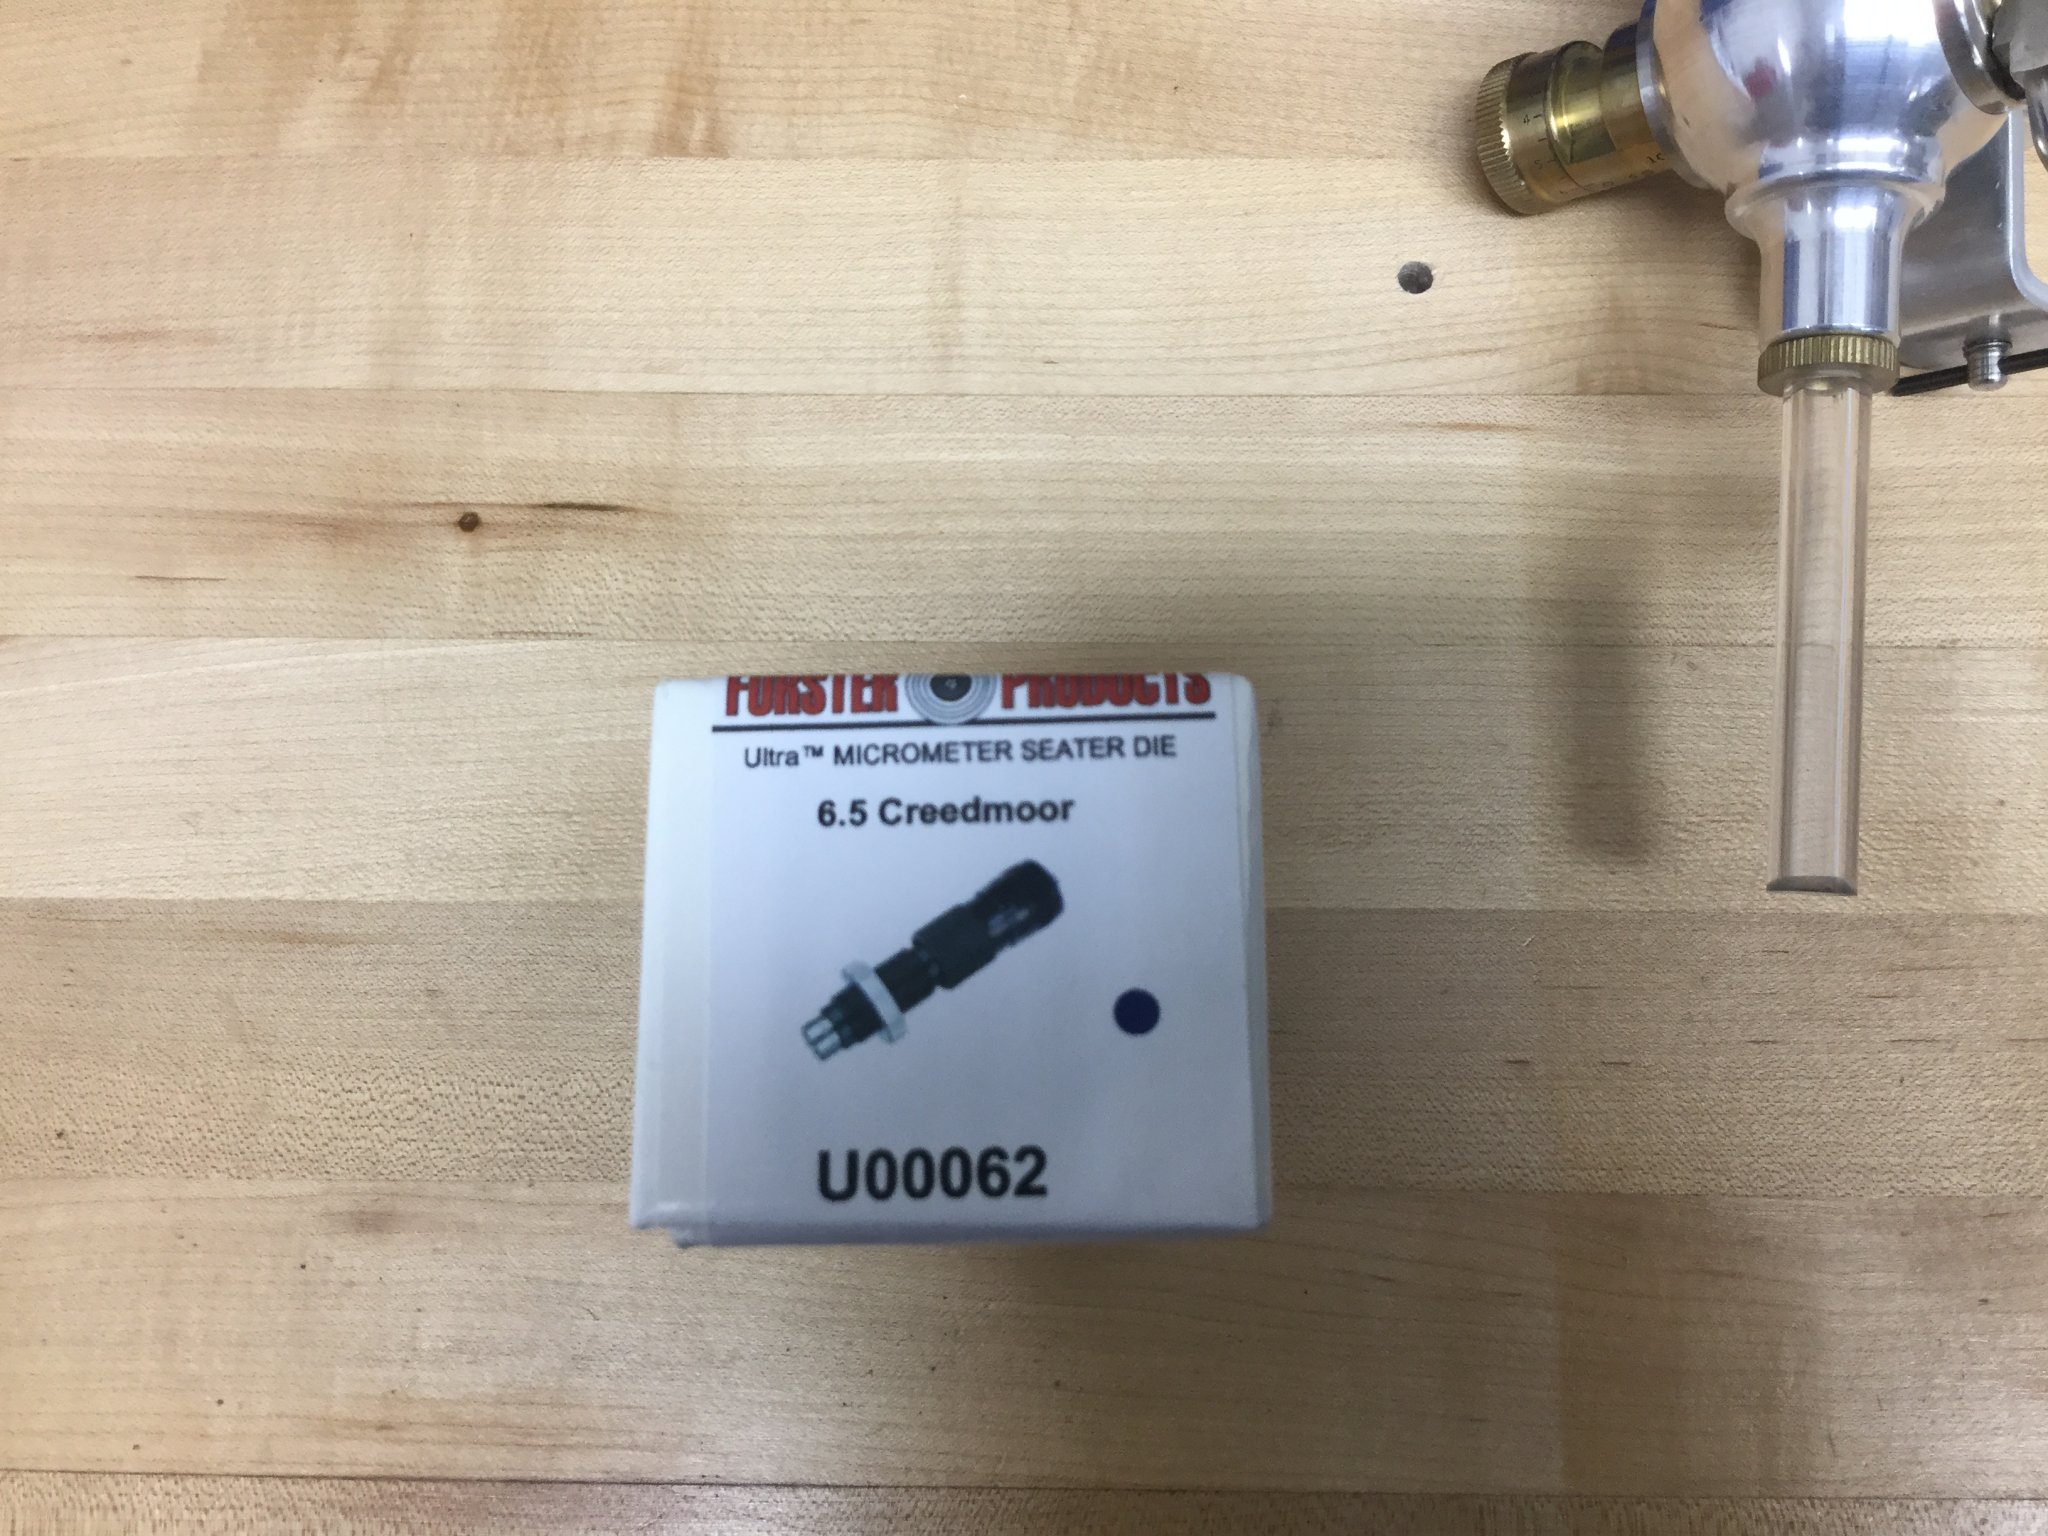 FORSTER PRODUCTS
Ultra™ MICROMETER SEATER DIE
6.5 Creedmoor
U00062